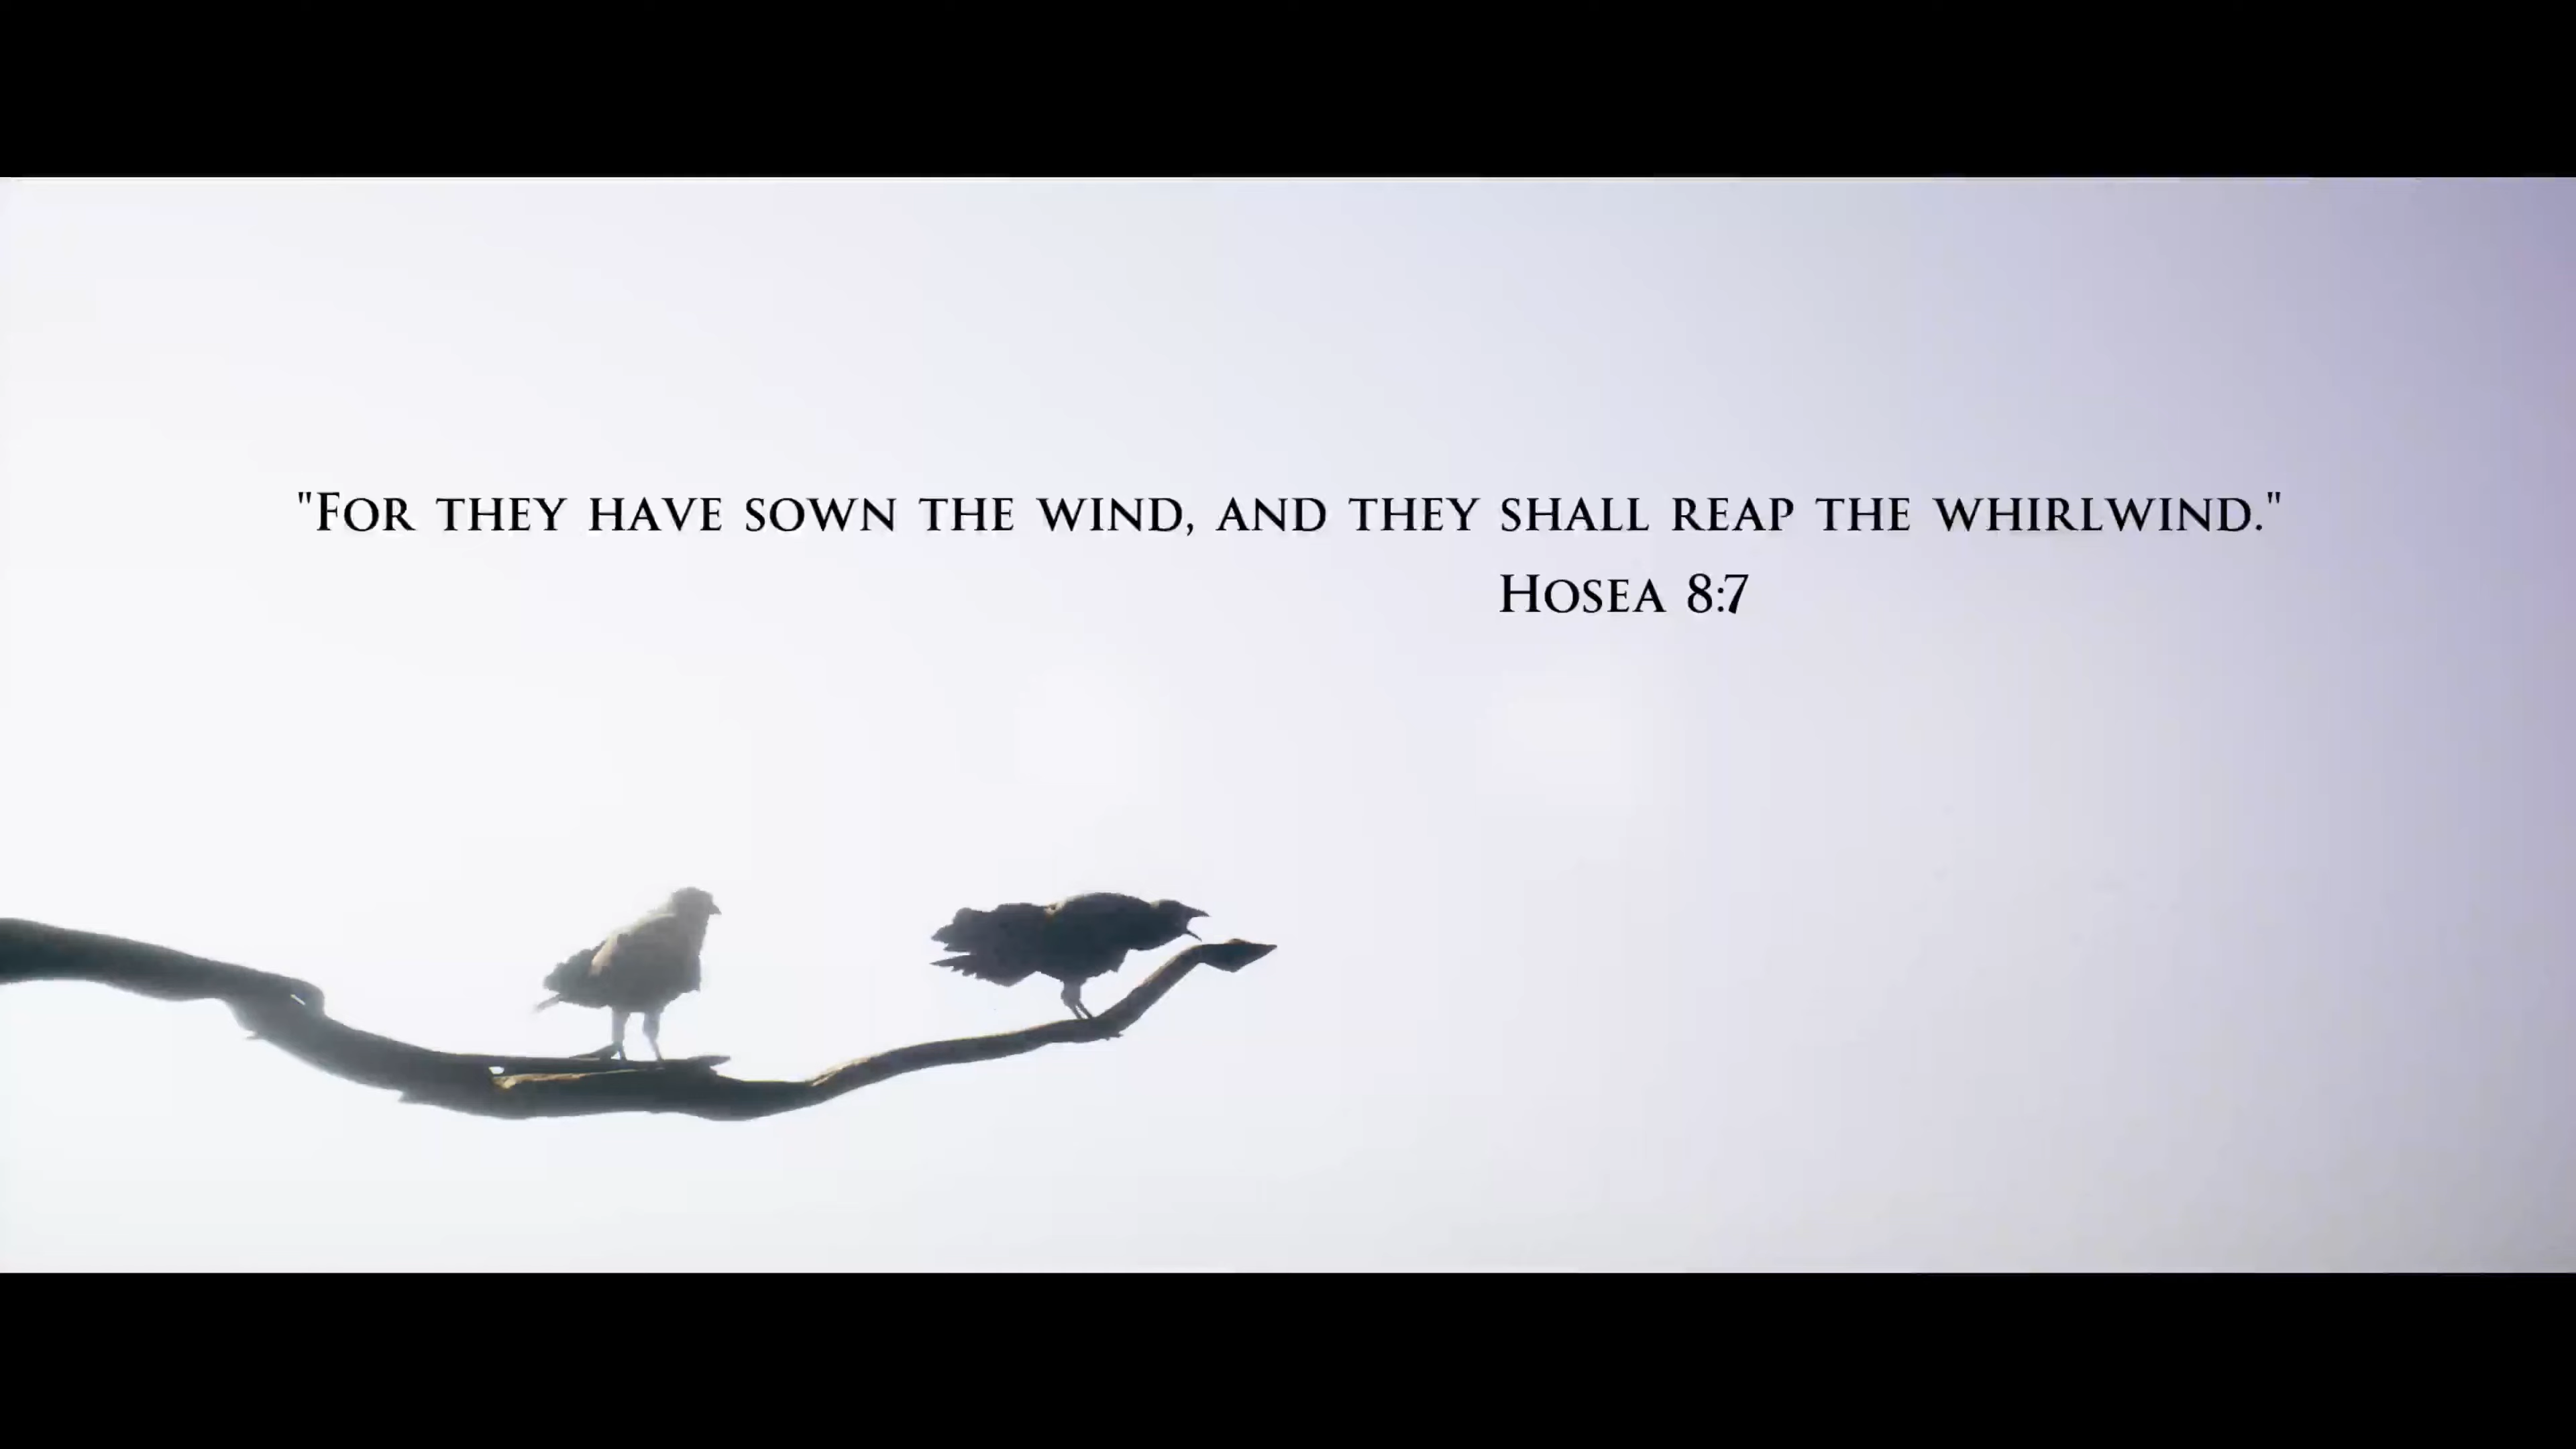 "For they have sown the wind, and they shall reap the whirlwind."
Hosea 8:7